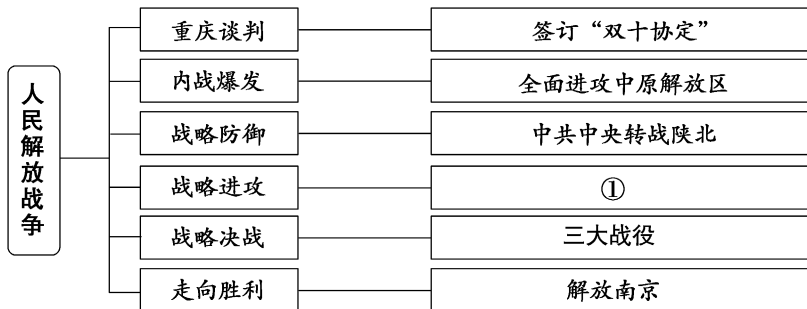 人民解放战争
重庆谈判
签订“双十协定”
内战爆发
全面进攻中原解放区
战略防御
中共中央转战陕北
战略进攻
①
战略决战
三大战役
走向胜利
解放南京